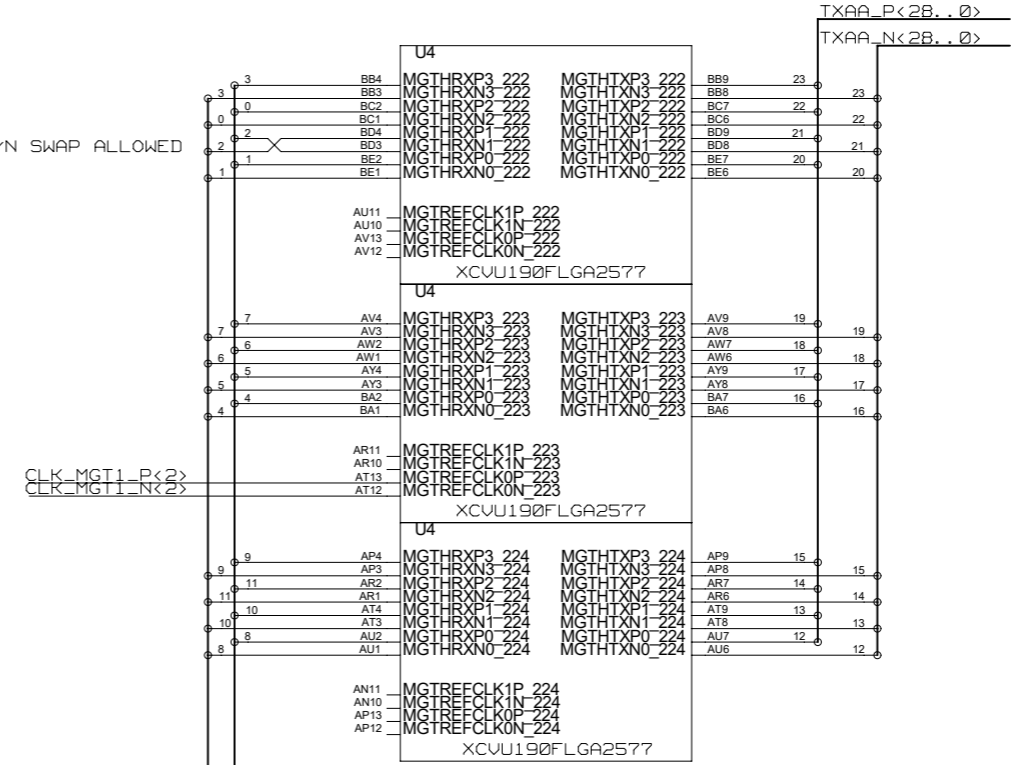 TXAA_P<28..0>
TXAA_N<28..0>
U4
3 BB4 MGTHRXP3_222 MGTHTXP3_222 BB9 23
3 BB3 MGTHRXN3_222 MGTHTXN3_222 BB8 23
0 BC2 MGTHRXP2_222 MGTHTXP2_222 BC7 22
0 BC1 MGTHRXN2_222 MGTHTXN2_222 BC6 22
2 BD4 MGTHRXP1_222 MGTHTXP1_222 BD9 21
/N SWAP ALLOWED 2 BD3 MGTHRXN1_222 MGTHTXN1_222 BD8 21
1 BE2 MGTHRXP0_222 MGTHTXP0_222 BE7 20
1 BE1 MGTHRXN0_222 MGTHTXN0_222 BE6 20
AU11 MGTREFCLK1P_222
AU10 MGTREFCLK1N_222
AV13 MGTREFCLK0P_222
AV12 MGTREFCLK0N_222
XCVU190FLGA2577
U4
7 AV4 MGTHRXP3_223 MGTHTXP3_223 AV9 19
7 AV3 MGTHRXN3_223 MGTHTXN3_223 AV8 19
6 AW2 MGTHRXP2_223 MGTHTXP2_223 AW7 18
6 AW1 MGTHRXN2_223 MGTHTXN2_223 AW6 18
5 AY4 MGTHRXP1_223 MGTHTXP1_223 AY9 17
5 AY3 MGTHRXN1_223 MGTHTXN1_223 AY8 17
4 BA2 MGTHRXP0_223 MGTHTXP0_223 BA7 16
4 BA1 MGTHRXN0_223 MGTHTXN0_223 BA6 16
AR11 MGTREFCLK1P_223
AR10 MGTREFCLK1N_223
CLK_MGT1_P<2> AT13 MGTREFCLK0P_223
CLK_MGT1_N<2> AT12 MGTREFCLK0N_223
XCVU190FLGA2577
U4
9 AP4 MGTHRXP3_224 MGTHTXP3_224 AP9 15
9 AP3 MGTHRXN3_224 MGTHTXN3_224 AP8 15
11 AR2 MGTHRXP2_224 MGTHTXP2_224 AR7 14
11 AR1 MGTHRXN2_224 MGTHTXN2_224 AR6 14
10 AT4 MGTHRXP1_224 MGTHTXP1_224 AT9 13
10 AT3 MGTHRXN1_224 MGTHTXN1_224 AT8 13
8 AU2 MGTHRXP0_224 MGTHTXP0_224 AU7 12
8 AU1 MGTHRXN0_224 MGTHTXN0_224 AU6 12
AN11 MGTREFCLK1P_224
AN10 MGTREFCLK1N_224
AP13 MGTREFCLK0P_224
AP12 MGTREFCLK0N_224
XCVU190FLGA2577